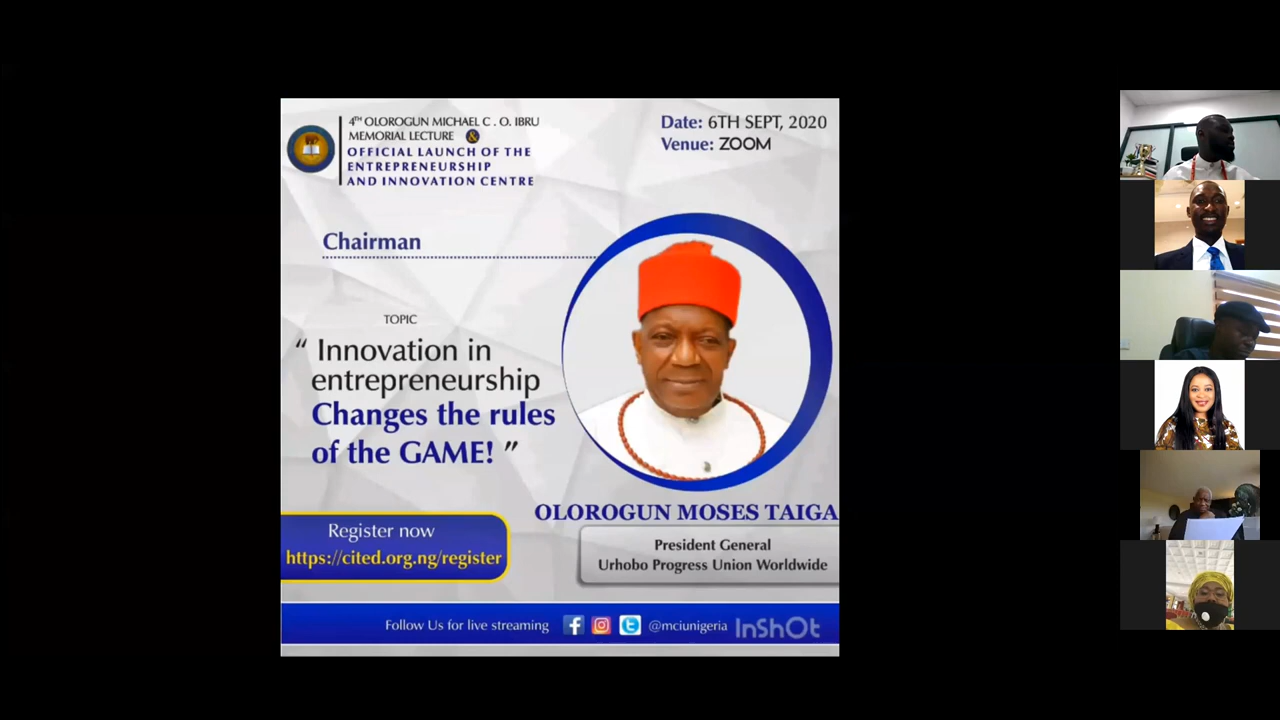 4TH OLOROGUN MICHAEL C . O. IBRU
MEMORIAL LECTURE &
OFFICIAL LAUNCH OF THE
ENTREPRENEURSHIP
AND INNOVATION CENTRE
Date: 6TH SEPT, 2020
Venue: ZOOM
Chairman
TOPIC
“ Innovation in
entrepreneurship
Changes the rules
of the GAME! ”
OLOROGUN MOSES TAIGA
President General
Urhobo Progress Union Worldwide
Register now
https://cited.org.ng/register
Follow Us for live streaming @mciunigeria InShOt